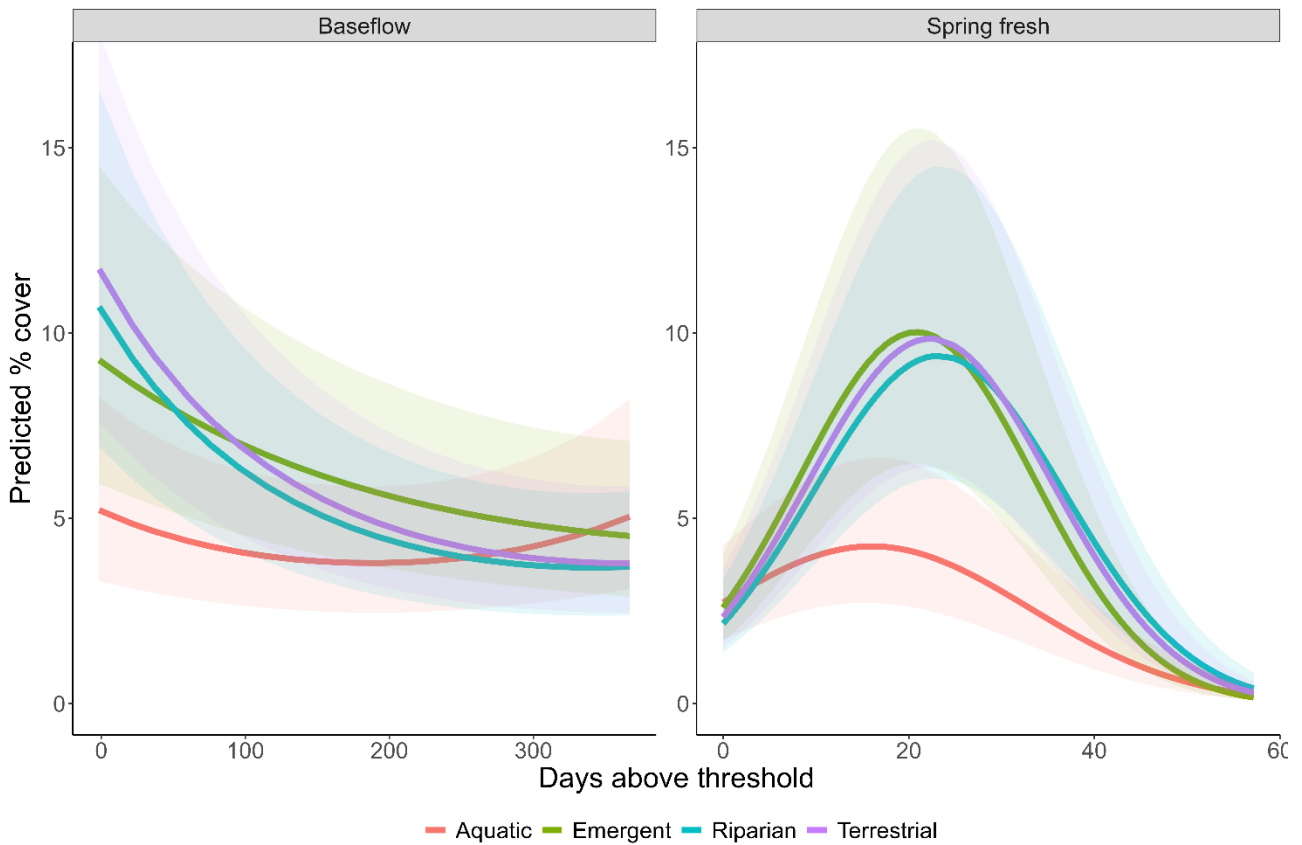 Baseflow
Spring fresh
Predicted % cover
15
10
5
0
15
10
5
0
0 100 200 300
0 20 40 60
Days above threshold
Aquatic Emergent Riparian Terrestrial